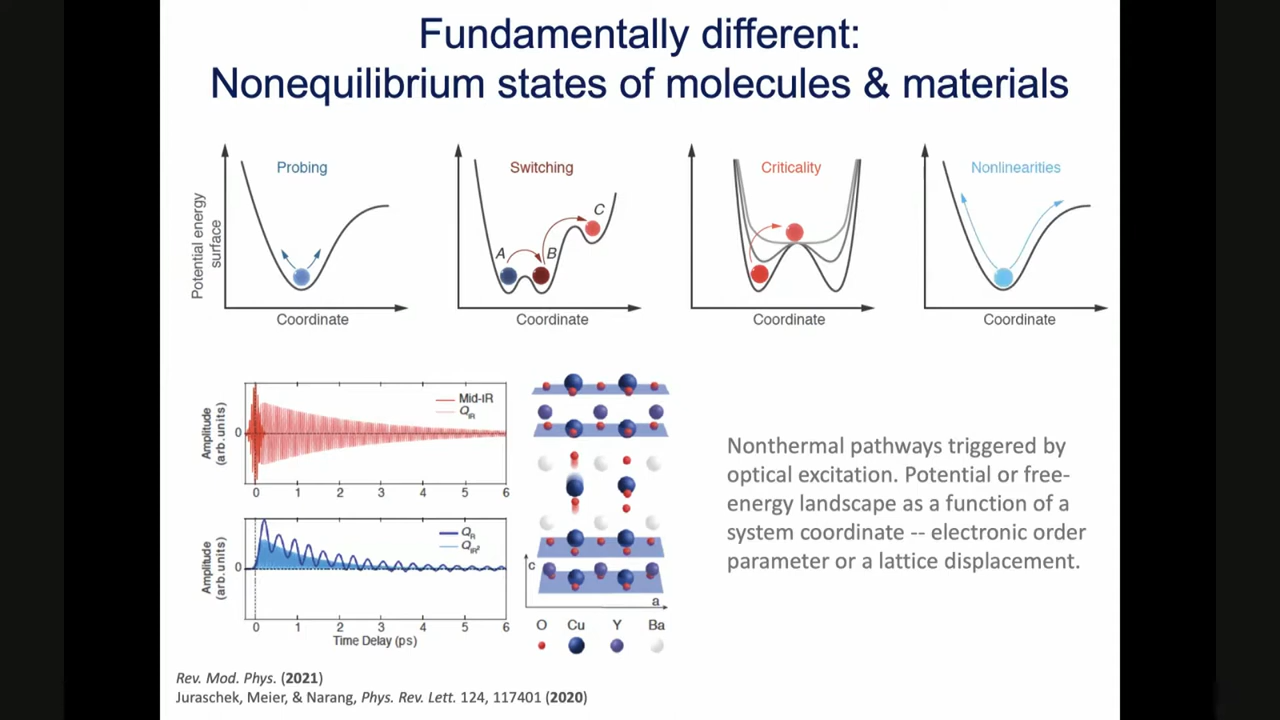 Fundamentally different:
Nonequilibrium states of molecules & materials
Probing
Potential energy
surface
Coordinate
Switching
A
B
C
Coordinate
Criticality
Coordinate
Nonlinearities
Coordinate
Amplitude
(arb.units)
0
Mid-IR
Q_IR
0 1 2 3 4 5 6
Amplitude
(arb.units)
0
Q_R
Q_IR²
0 1 2 3 4 5 6
Time Delay (ps)
c
a
O Cu Y Ba
Nonthermal pathways triggered by
optical excitation. Potential or free-
energy landscape as a function of a
system coordinate -- electronic order
parameter or a lattice displacement.
Rev. Mod. Phys. (2021)
Juraschek, Meier, & Narang, Phys. Rev. Lett. 124, 117401 (2020)